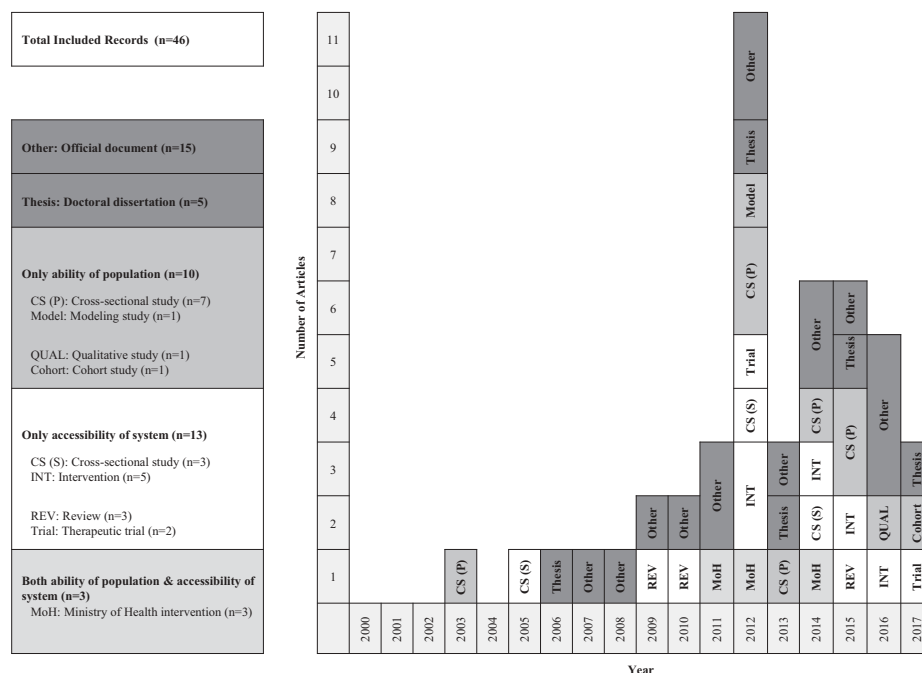 Total Included Records (n=46)
Other: Official document (n=15)
Thesis: Doctoral dissertation (n=5)
Only ability of population (n=10)
CS (P): Cross-sectional study (n=7)
Model: Modeling study (n=1)
QUAL: Qualitative study (n=1)
Cohort: Cohort study (n=1)
Only accessibility of system (n=13)
CS (S): Cross-sectional study (n=3)
INT: Intervention (n=5)
REV: Review (n=3)
Trial: Therapeutic trial (n=2)
Both ability of population & accessibility of
system (n=3)
MoH: Ministry of Health intervention (n=3)
Number of Articles
11
10
9
8
7
6
5
4
3
2
1
CS (P)
CS (S)
Thesis
Other
Other
Other
REV
Other
REV
Other
MoH
Other
Thesis
Model
CS (P)
Trial
CS (S)
INT
MoH
Other
Thesis
CS (P)
Other
CS (P)
INT
CS (S)
MoH
Other
Thesis
CS (P)
INT
REV
Other
QUAL
INT
Thesis
Cohort
Trial
2000
2001
2002
2003
2004
2005
2006
2007
2008
2009
2010
2011
2012
2013
2014
2015
2016
2017
Year